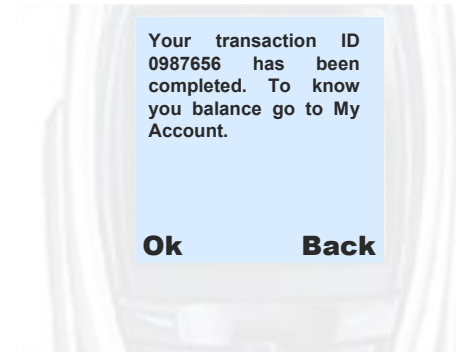 Your transaction ID
0987656 has been
completed. To know
you balance go to My
Account.
Ok Back